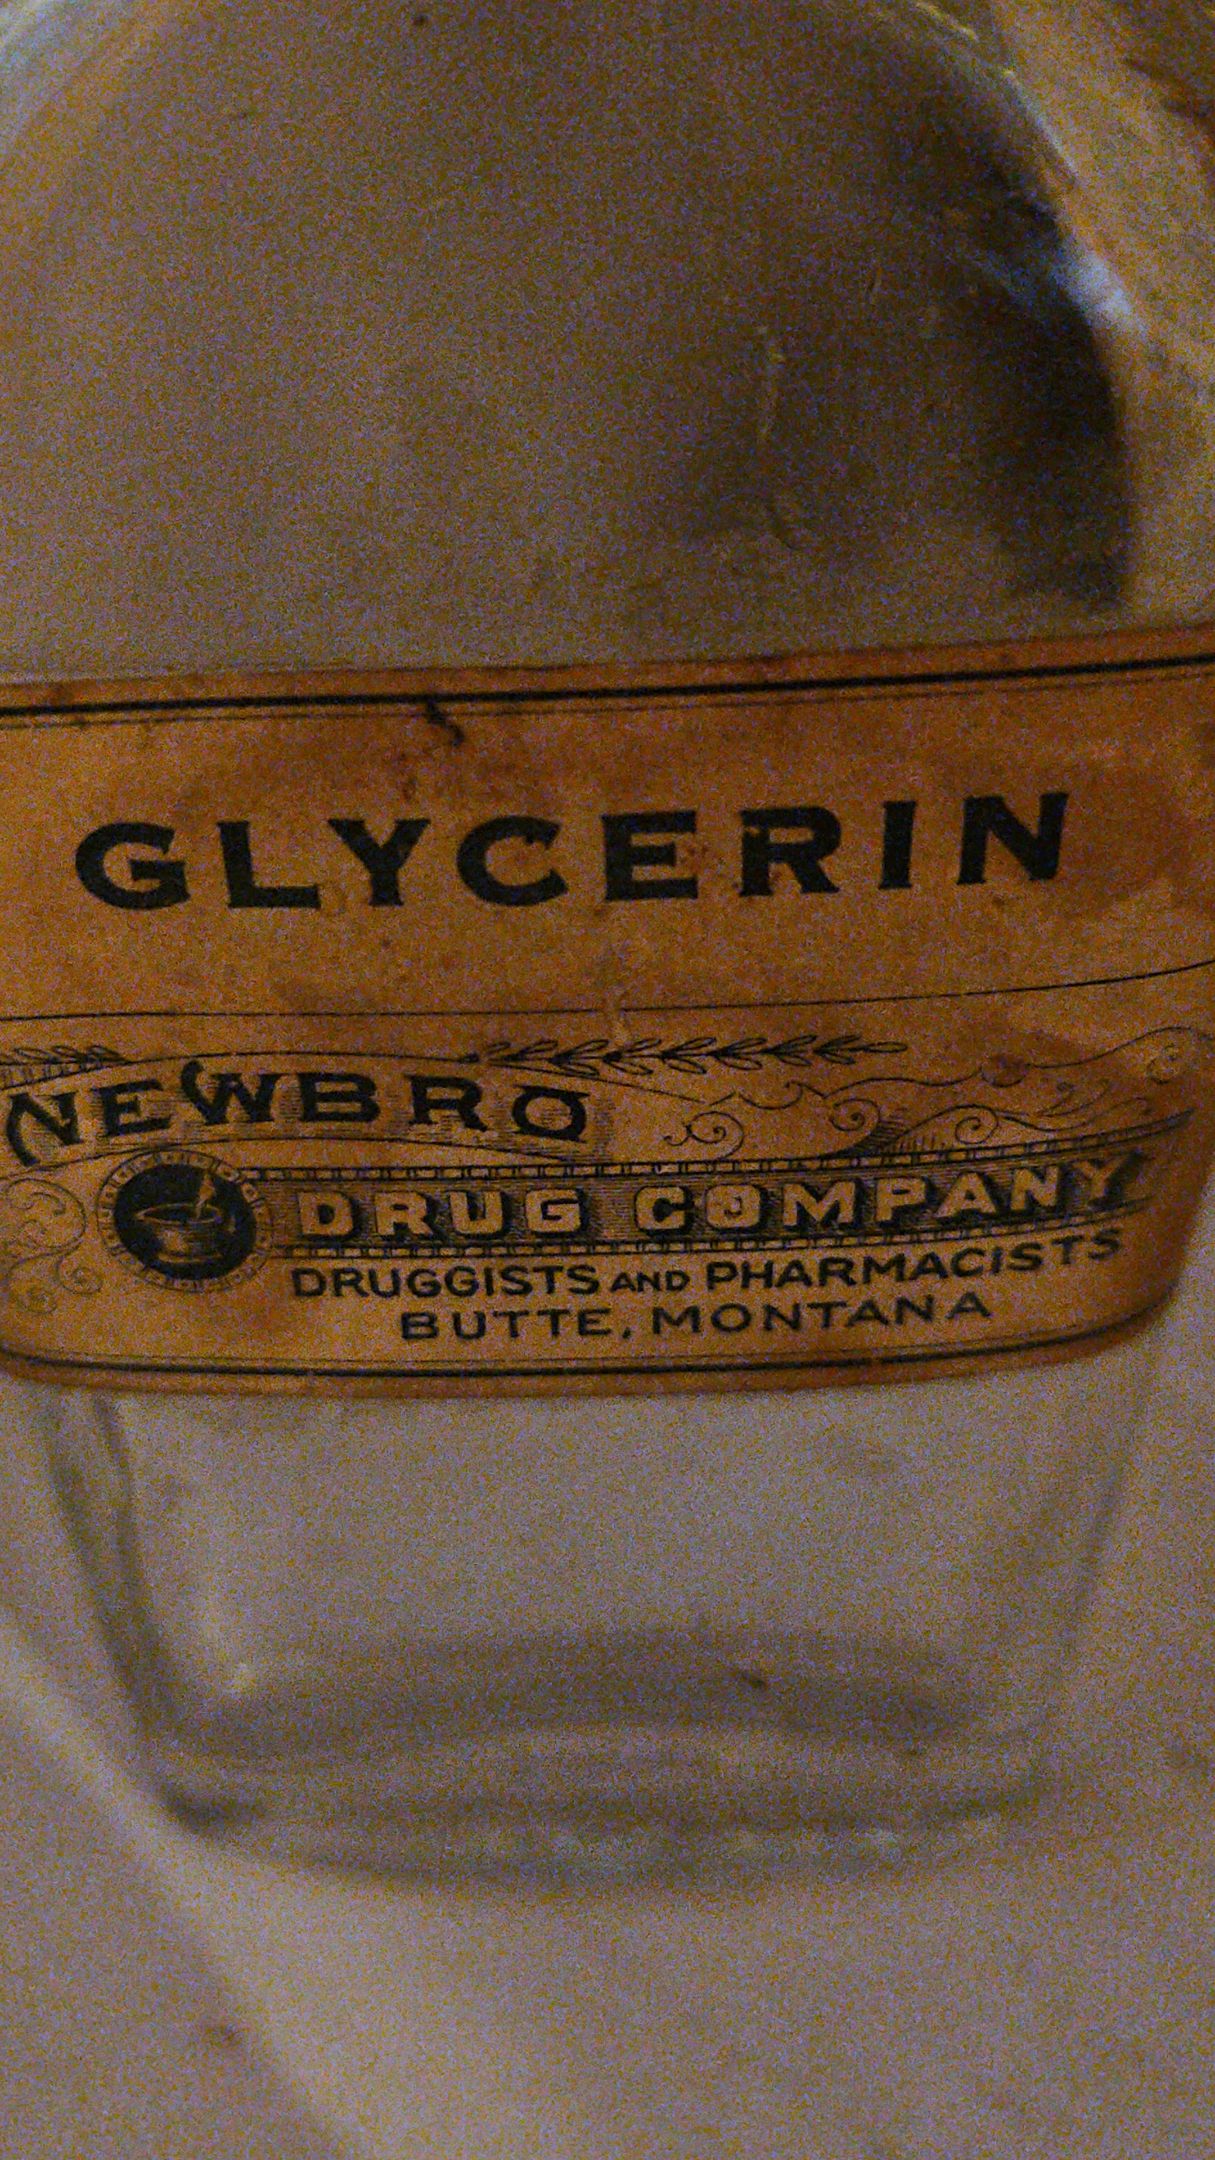 GLYCERIN
NEWBRO
DRUG COMPANY
DRUGGISTS AND PHARMACISTS
BUTTE, MONTANA